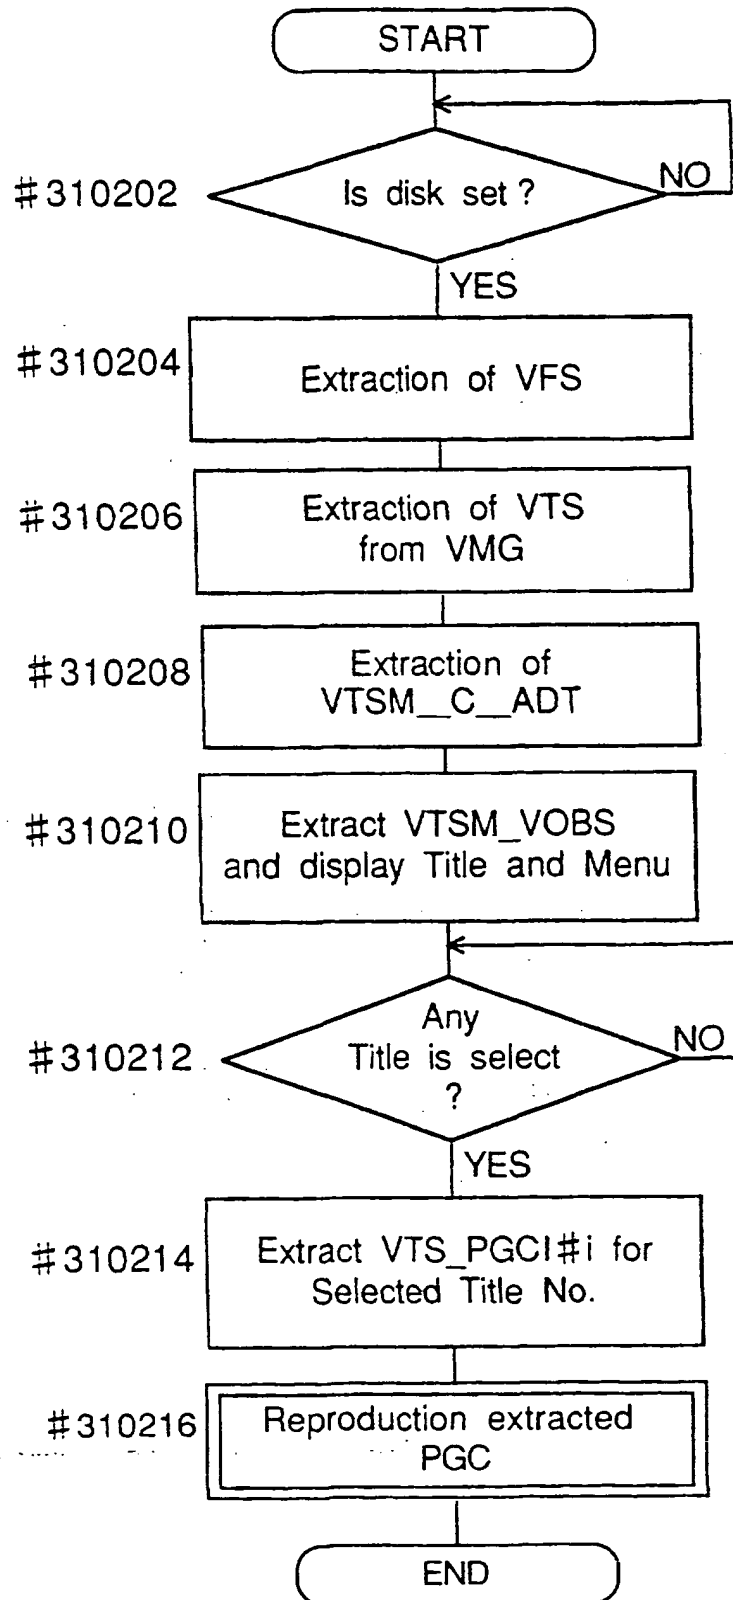 START
#310202
Is disk set ?
NO
YES
#310204
Extraction of VFS
#310206
Extraction of VTS
from VMG
#310208
Extraction of
VTSM__C__ADT
#310210
Extract VTSM_VOBS
and display Title and Menu
#310212
Any
Title is select
?
NO
YES
#310214
Extract VTS_PGCI#i for
Selected Title No.
#310216
Reproduction extracted
PGC
END